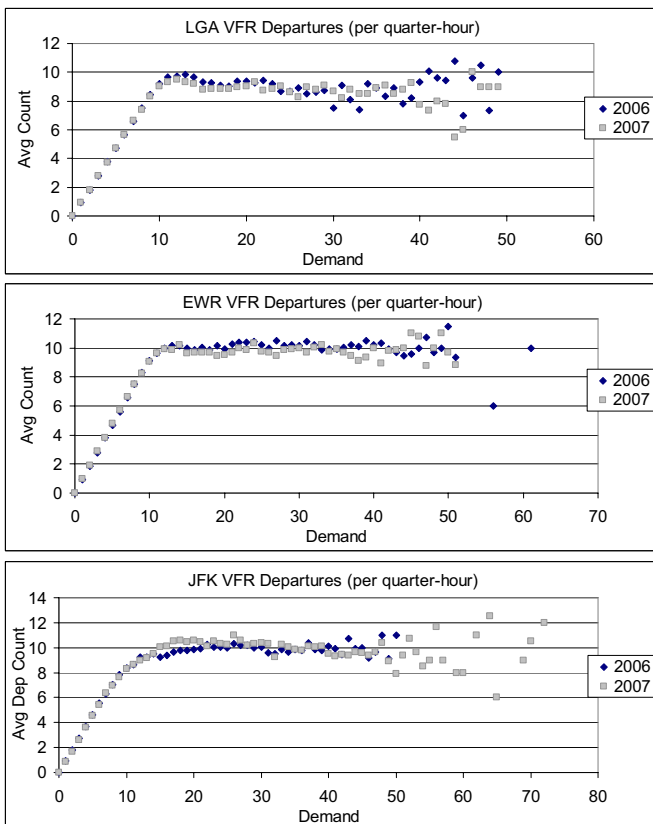 LGA VFR Departures (per quarter-hour)
12
10
8
6
4
2
0
Avg Count
0 10 20 30 40 50 60
Demand
2006
2007
EWR VFR Departures (per quarter-hour)
14
12
10
8
6
4
2
0
Avg Count
0 10 20 30 40 50 60 70
Demand
2006
2007
JFK VFR Departures (per quarter-hour)
14
12
10
8
6
4
2
0
Avg Dep Count
0 10 20 30 40 50 60 70 80
Demand
2006
2007